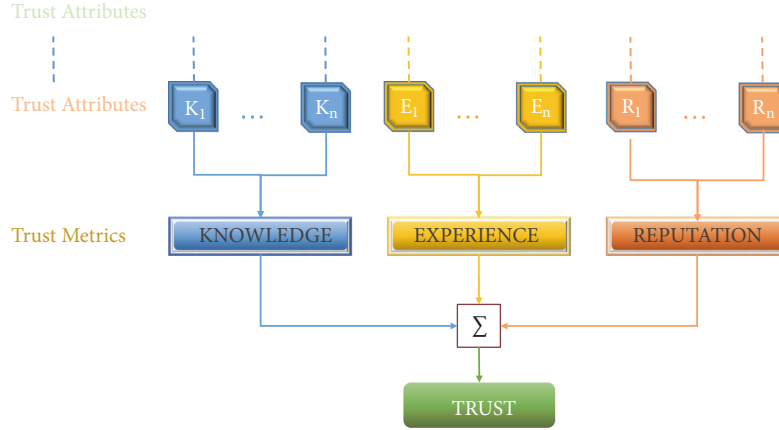 Trust Attributes
Trust Attributes K1 ... Kn E1 ... En R1 ... Rn
Trust Metrics KNOWLEDGE EXPERIENCE REPUTATION
Σ
TRUST